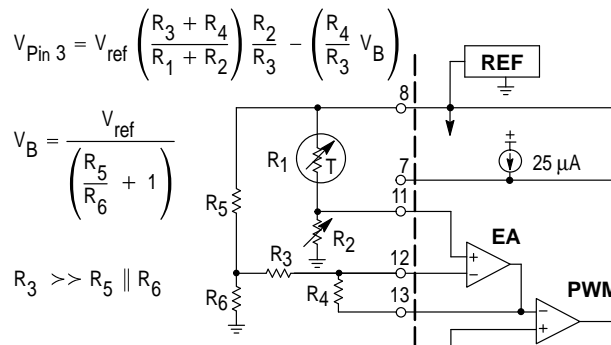 V_Pin 3 = V_ref ( (R_3 + R_4) / (R_1 + R_2) ) R_2 / R_3 − ( R_4 / R_3 V_B )
V_B = V_ref / ( R_5 / R_6 + 1 )
R_3 >> R_5 ∥ R_6
REF
8
R_1
T
7
25 µA
11
R_5
R_2
EA
+
−
R_3
12
R_4
13
R_6
PWM
−
+